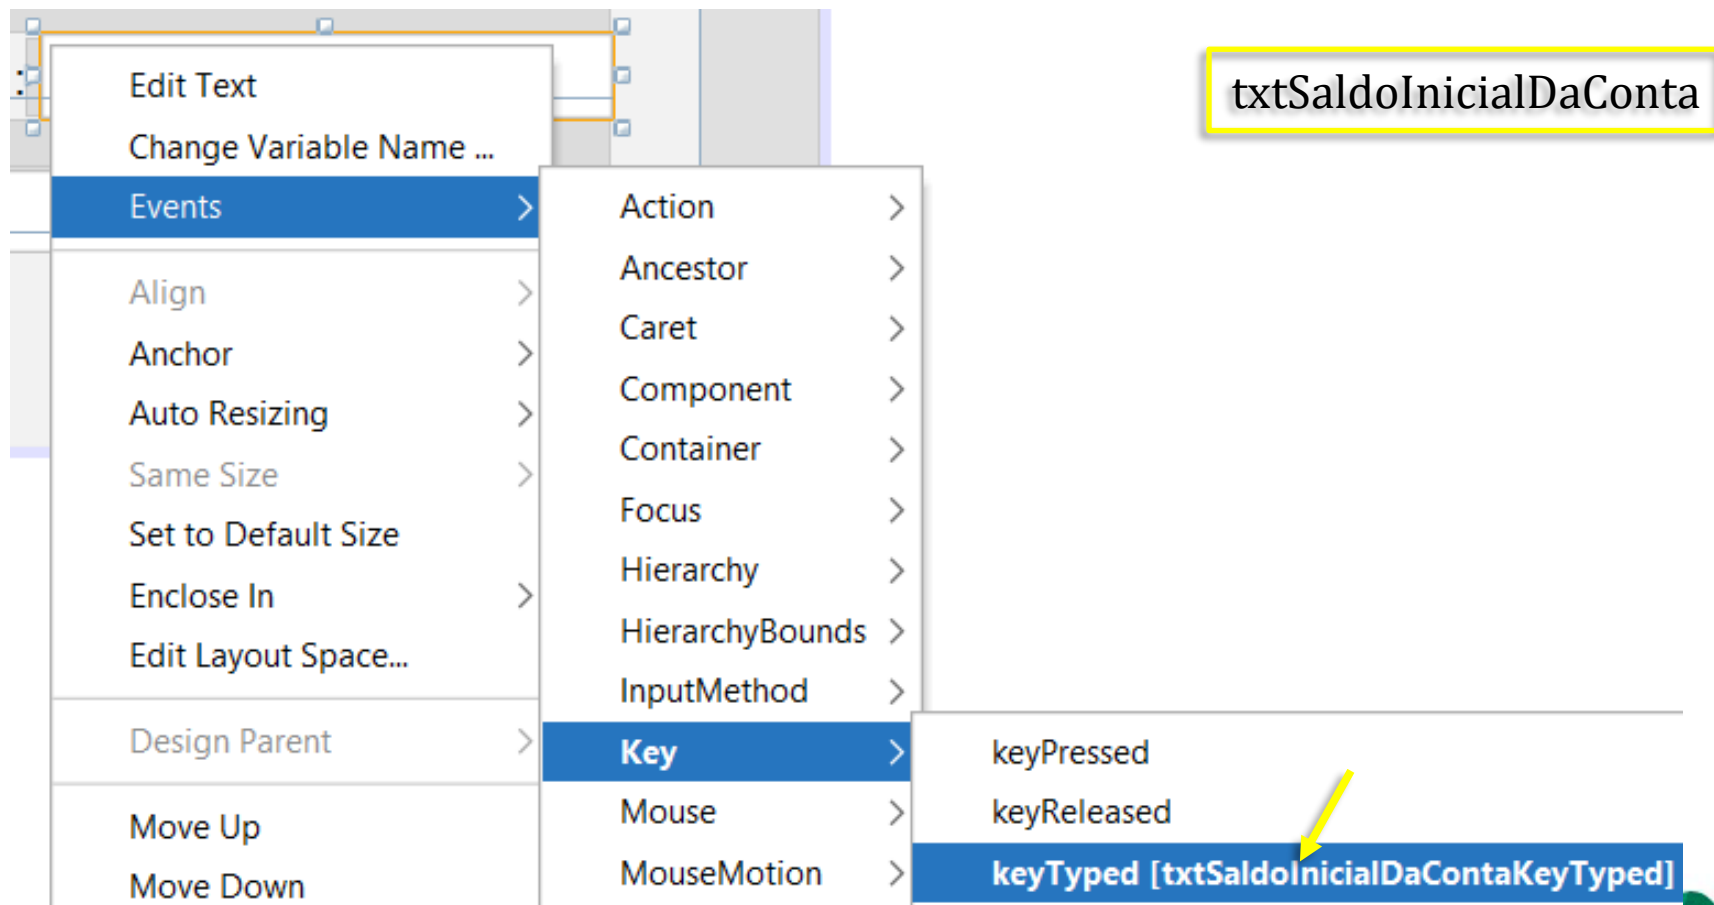 :
txtSaldoInicialDaConta
Edit Text
Change Variable Name ...
Events
Align
Anchor
Auto Resizing
Same Size
Set to Default Size
Enclose In
Edit Layout Space...
Design Parent
Move Up
Move Down
Action
Ancestor
Caret
Component
Container
Focus
Hierarchy
HierarchyBounds
InputMethod
Key
Mouse
MouseMotion
keyPressed
keyReleased
keyTyped [txtSaldoInicialDaContaKeyTyped]